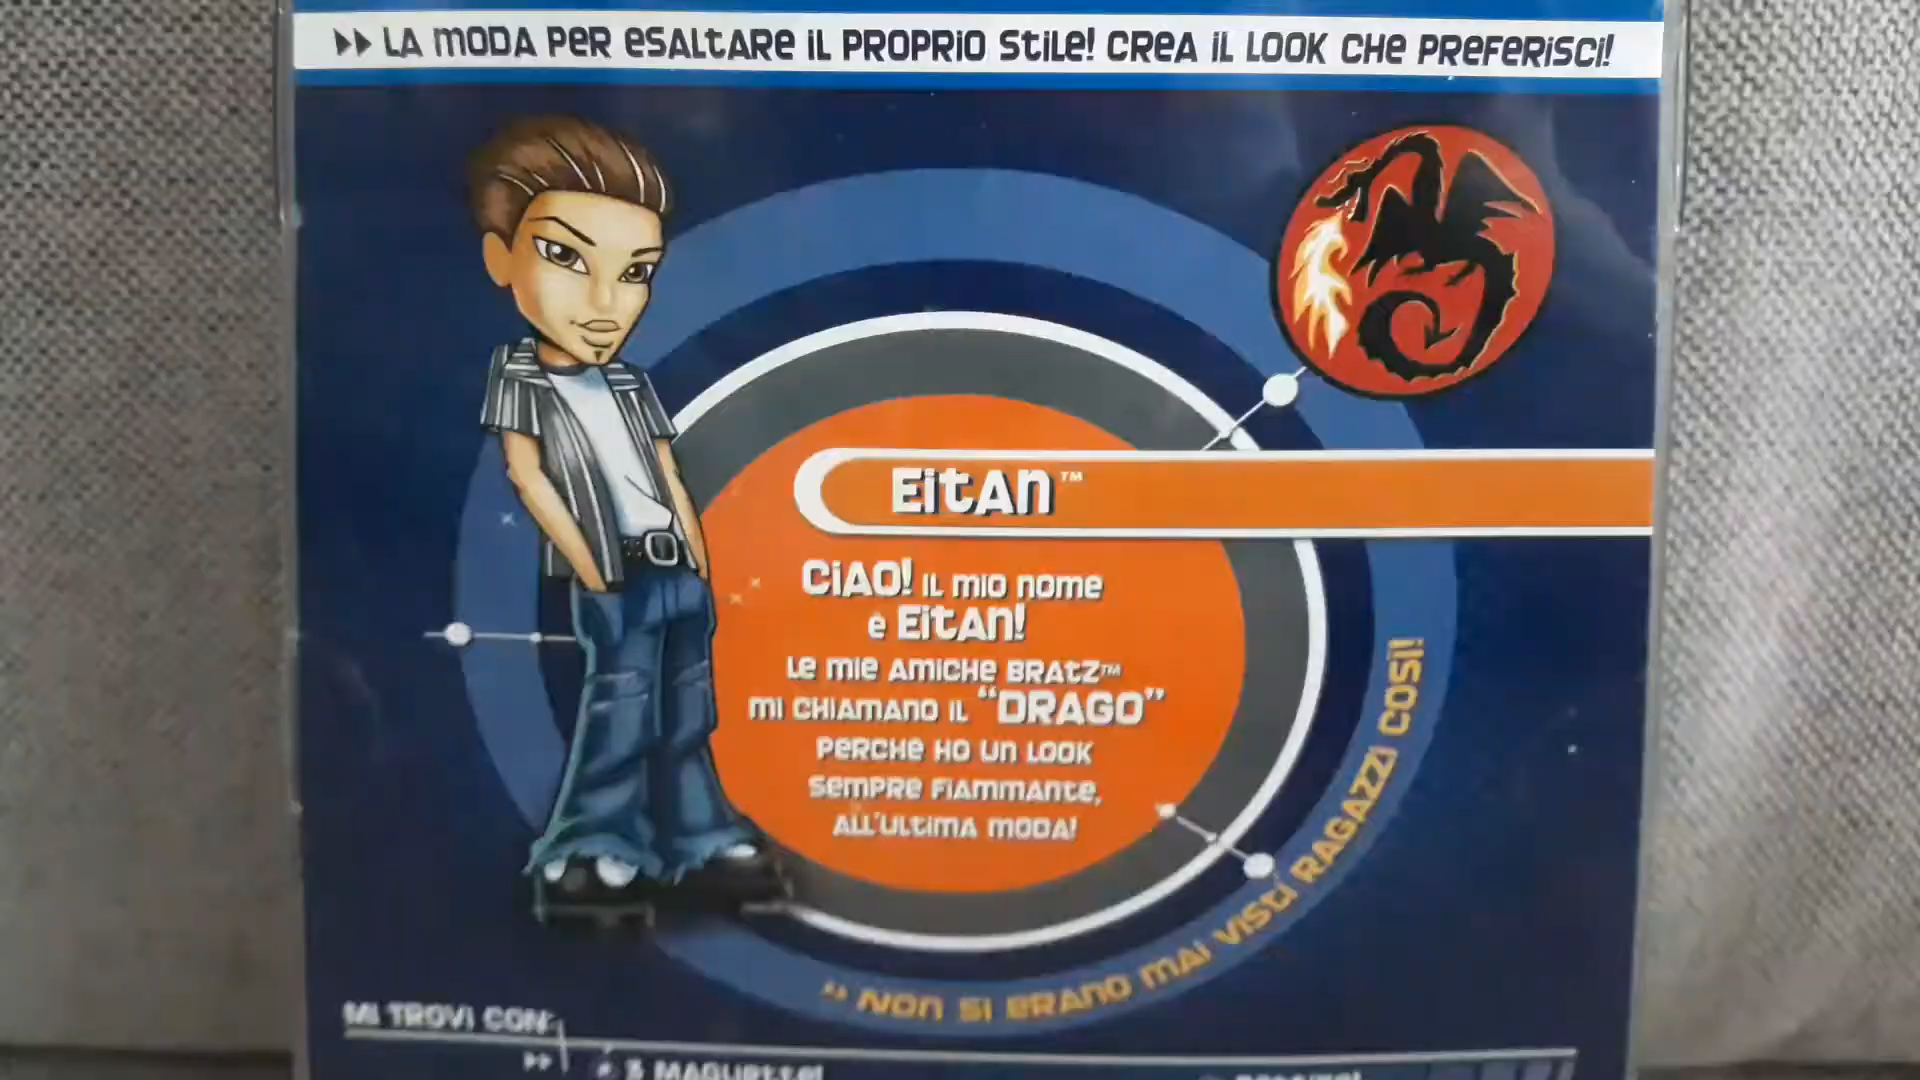 LA MODA PER ESALTARE IL PROPRIO STILE! CREA IL LOOK CHE PREFERISCI!
EITAN™
CIAO! IL MIO NOME
è EITAN!
LE MIE AMICHE BRATZ™
MI CHIAMANO IL “DRAGO”
PERCHE HO UN LOOK
SEMPRE FIAMMANTE,
ALL'ULTIMA MODA!
NON SI ERANO MAI VISTI RAGAZZI COSÌ!
MI TROVI CON:
3 MAGLIETTE!